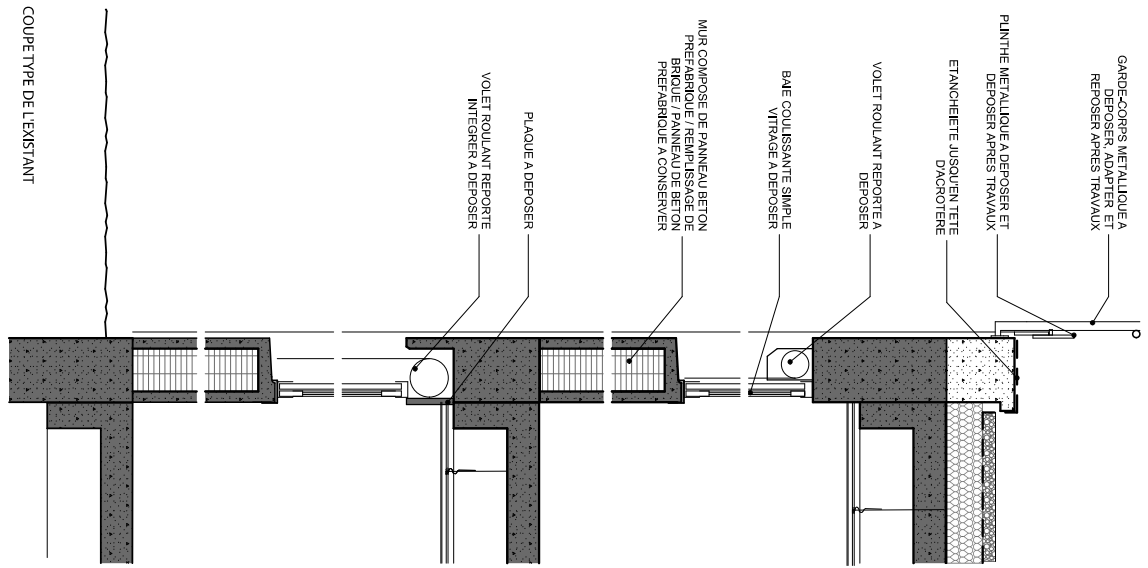 GARDE-CORPS METALLIQUE A
DEPOSER, ADAPTER ET
REPOSER APRES TRAVAUX
PLINTHE METALLIQUE A DEPOSER ET
DEPOSER APRES TRAVAUX
ETANCHEIETE JUSQU'EN TETE
D'ACROTERE
VOLET ROULANT REPORTE A
DEPOSER
BAIE COULISSANTE SIMPLE
VITRAGE A DEPOSER
MUR COMPOSE DE PANNEAU BETON
PREFABRIQUE / REMPLISSAGE DE
BRIQUE / PANNEAU DE BETON
PREFABRIQUE A CONSERVER
PLAQUE A DEPOSER
VOLET ROULANT REPORTE
INTEGRER A DEPOSER
COUPE TYPE DE L'EXISTANT